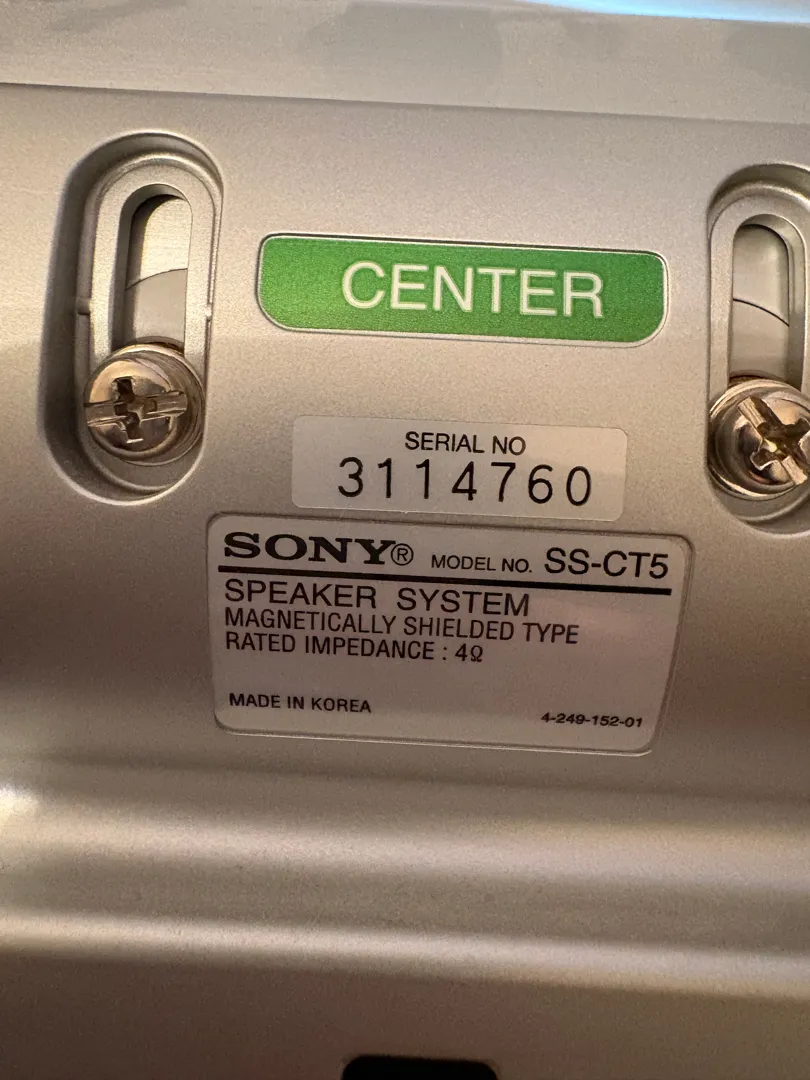 CENTER
SERIAL NO
3114760
SONY® MODEL NO. SS-CT5
SPEAKER SYSTEM
MAGNETICALLY SHIELDED TYPE
RATED IMPEDANCE : 4Ω
MADE IN KOREA 4-249-152-01